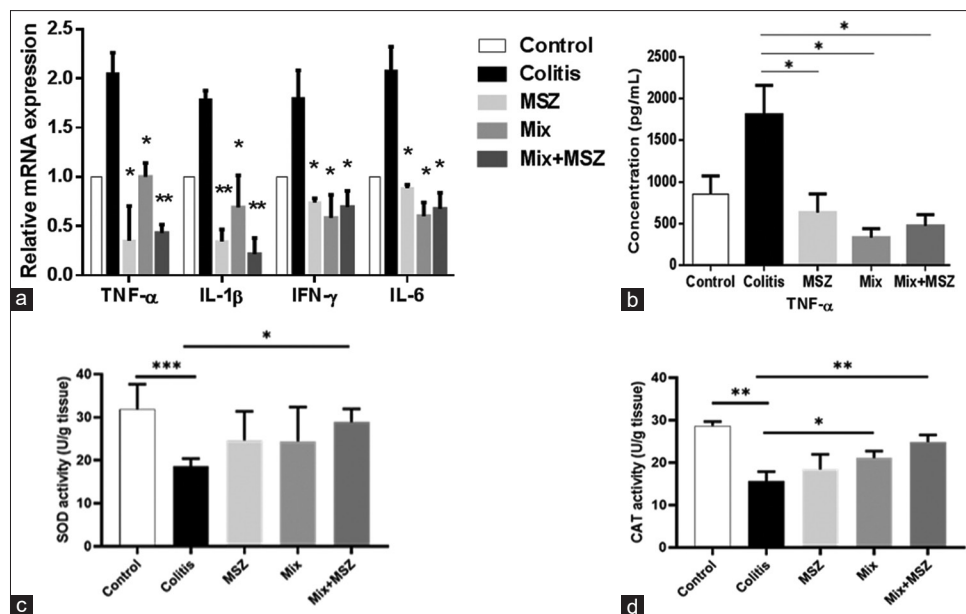 Relative mRNA expression
2.5
2.0
1.5
1.0
0.5
0.0
* * **
** * **
* * *
* * *
TNF-α IL-1β IFN-γ IL-6
a
Control
Colitis
MSZ
Mix
Mix+MSZ
Concentration (pg/mL)
2500
2000
1500
1000
500
0
*
*
*
Control Colitis MSZ Mix Mix+MSZ
TNF-α
b
SOD activity (U/g tissue)
40
30
20
10
0
*
***
Control Colitis MSZ Mix Mix+MSZ
c
CAT activity (U/g tissue)
40
30
20
10
0
**
**
*
Control Colitis MSZ Mix Mix+MSZ
d